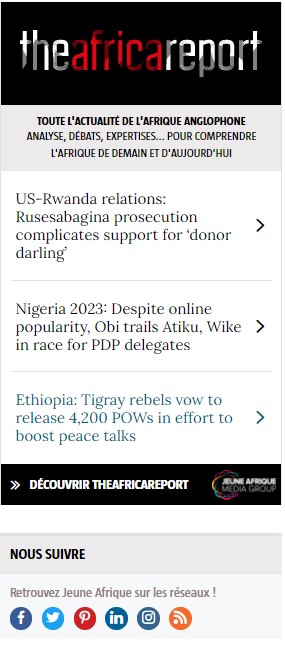 theafricareport
TOUTE L'ACTUALITÉ DE L'AFRIQUE ANGLOPHONE
ANALYSE, DÉBATS, EXPERTISES... POUR COMPRENDRE
L'AFRIQUE DE DEMAIN ET D'AUJOURD'HUI
US-Rwanda relations:
Rusesabagina prosecution
complicates support for ‘donor
darling’
Nigeria 2023: Despite online
popularity, Obi trails Atiku, Wike
in race for PDP delegates
Ethiopia: Tigray rebels vow to
release 4,200 POWs in effort to
boost peace talks
DÉCOUVRIR THEAFRICAREPORT
JEUNE AFRIQUE
MEDIA GROUP
NOUS SUIVRE
Retrouvez Jeune Afrique sur les réseaux !